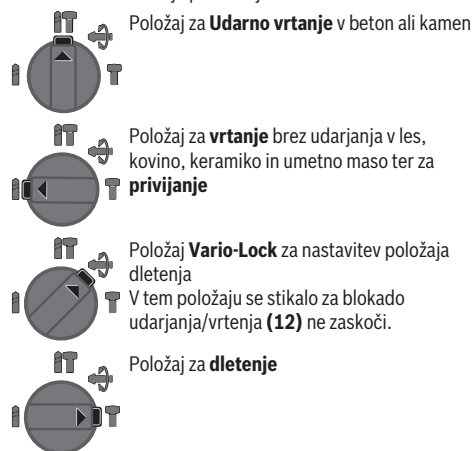 Položaj za Udarno vrtanje v beton ali kamen
Položaj za vrtanje brez udarjanja v les,
kovino, keramiko in umetno maso ter za
privijanje
Položaj Vario-Lock za nastavitev položaja
dletenja
V tem položaju se stikalo za blokado
udarjanja/vrtenja (12) ne zaskoči.
Položaj za dletenje